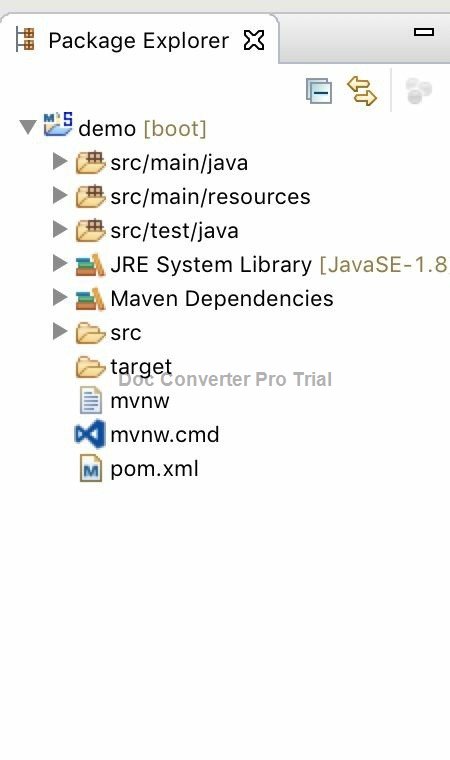 Package Explorer
demo [boot]
src/main/java
src/main/resources
src/test/java
JRE System Library [JavaSE-1.8]
Maven Dependencies
src
target
Doc Converter Pro Trial
mvnw
mvnw.cmd
pom.xml